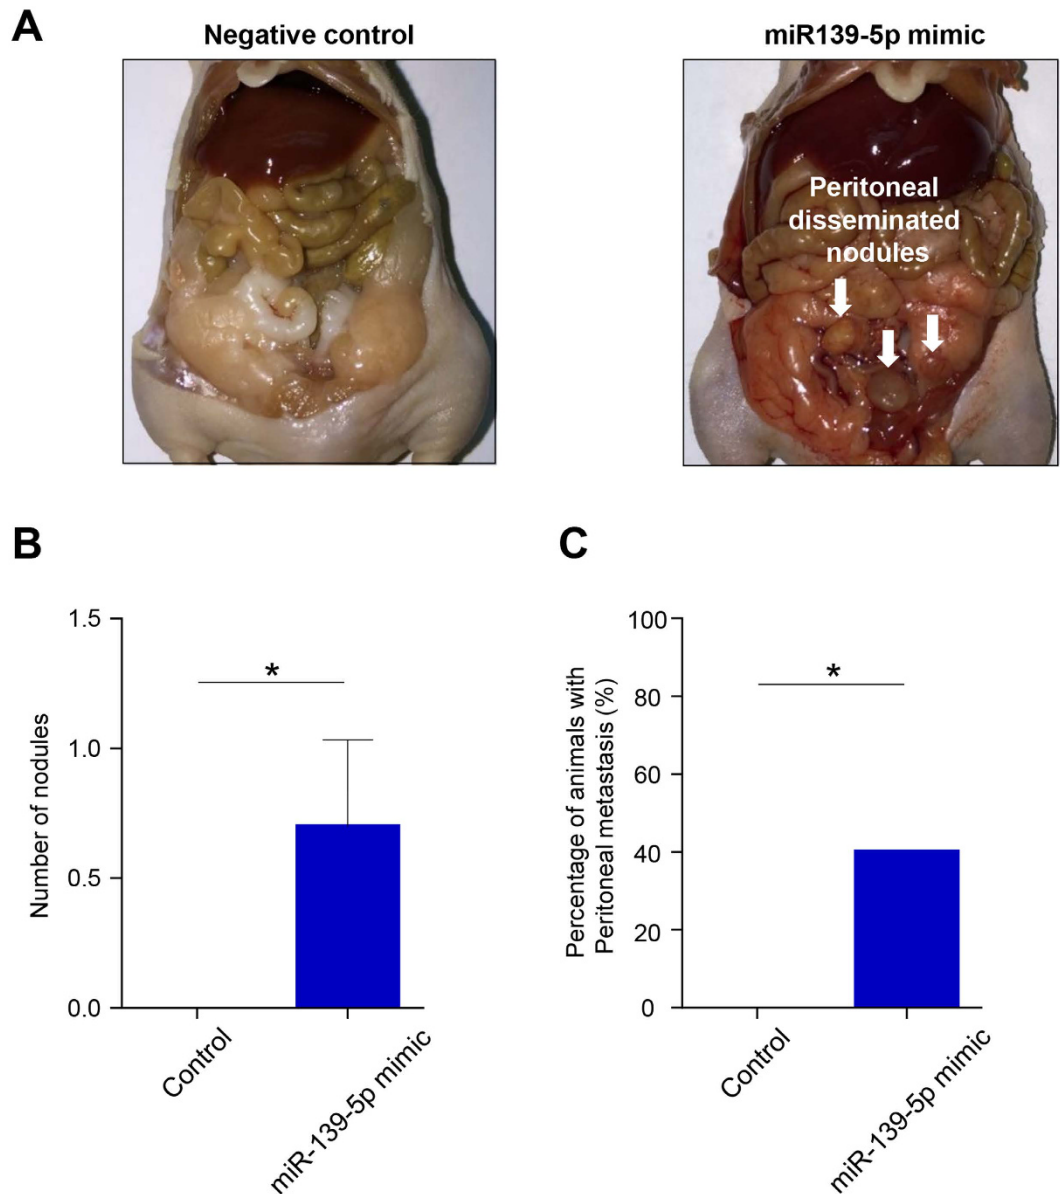 A
Negative control
miR139-5p mimic
Peritoneal
disseminated
nodules
B
Number of nodules
1.5
1.0
0.5
0.0
*
Control
miR-139-5p mimic
C
Percentage of animals with
Peritoneal metastasis (%)
100
80
60
40
20
0
*
Control
miR-139-5p mimic